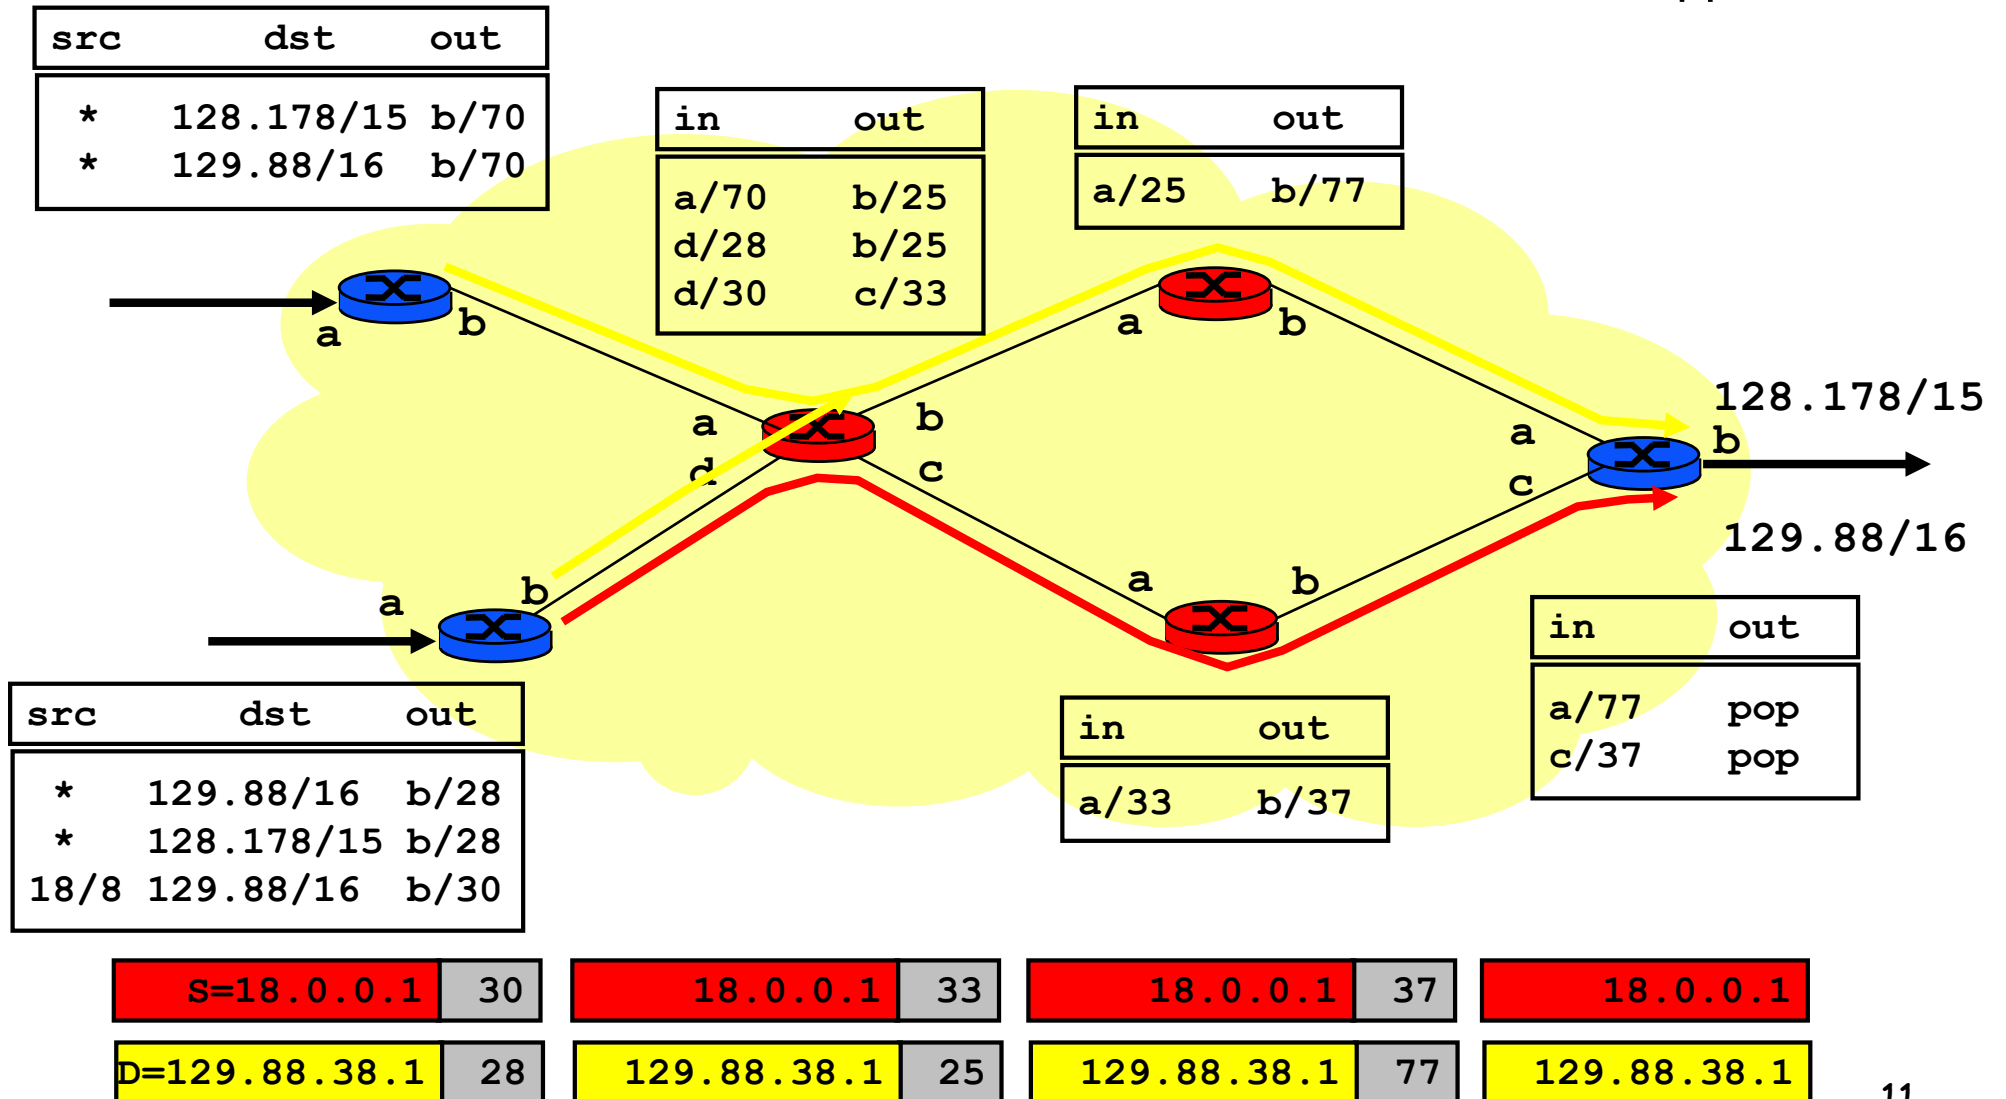 src dst out
* 128.178/15 b/70
* 129.88/16 b/70
in out
a/70 b/25
d/28 b/25
d/30 c/33
in out
a/25 b/77
a
b
a
b
a
d
b
c
a
c
b
128.178/15
129.88/16
a
b
a
b
in out
a/77 pop
c/37 pop
src dst out
* 129.88/16 b/28
* 128.178/15 b/28
18/8 129.88/16 b/30
in out
a/33 b/37
S=18.0.0.1 30
18.0.0.1 33
18.0.0.1 37
18.0.0.1
D=129.88.38.1 28
129.88.38.1 25
129.88.38.1 77
129.88.38.1
11